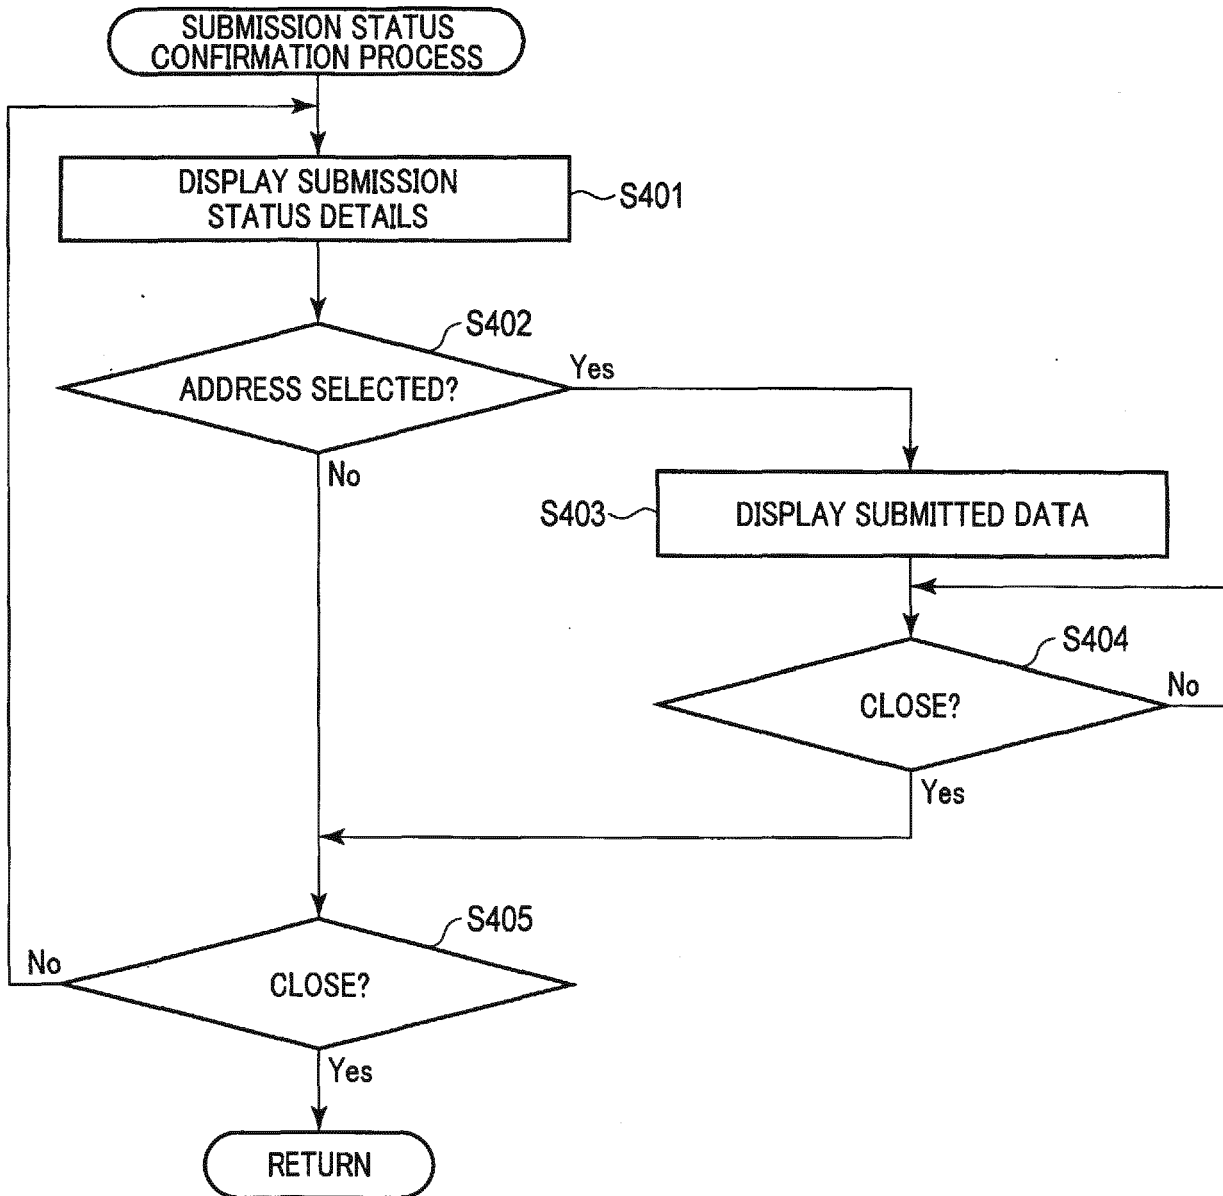 SUBMISSION STATUS
CONFIRMATION PROCESS
DISPLAY SUBMISSION
STATUS DETAILS
S401
S402
ADDRESS SELECTED?
Yes
No
S403
DISPLAY SUBMITTED DATA
S404
CLOSE?
No
Yes
S405
No
CLOSE?
Yes
RETURN